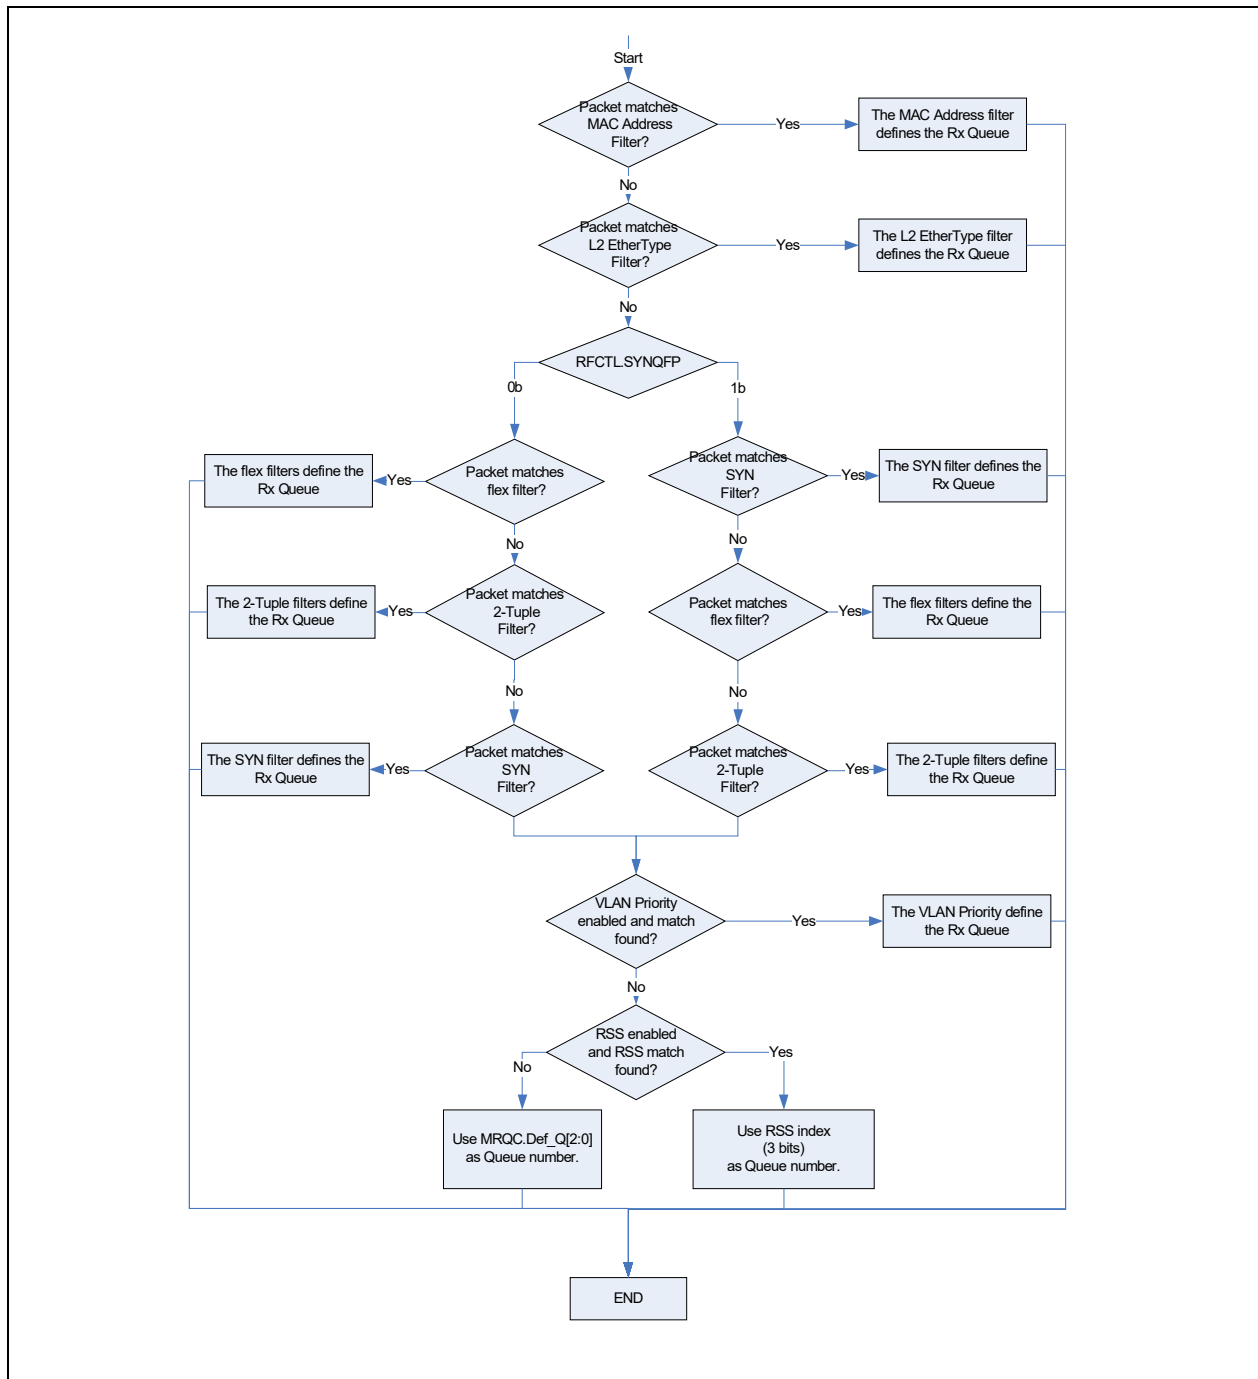 Start
Packet matches
MAC Address
Filter?
Yes
The MAC Address filter
defines the Rx Queue
No
Packet matches
L2 EtherType
Filter?
Yes
The L2 EtherType filter
defines the Rx Queue
No
RFCTL.SYNQFP
0b
1b
The flex filters define the
Rx Queue
Yes
Packet matches
flex filter?
Packet matches
SYN
Filter?
Yes
The SYN filter defines the
Rx Queue
No
No
The 2-Tuple filters define
the Rx Queue
Yes
Packet matches
2-Tuple
Filter?
Packet matches
flex filter?
Yes
The flex filters define the
Rx Queue
No
No
The SYN filter defines the
Rx Queue
Yes
Packet matches
SYN
Filter?
Packet matches
2-Tuple
Filter?
Yes
The 2-Tuple filters define
the Rx Queue
VLAN Priority
enabled and match
found?
Yes
The VLAN Priority define
the Rx Queue
No
RSS enabled
and RSS match
found?
No
Yes
Use MRQC.Def_Q[2:0]
as Queue number.
Use RSS index
(3 bits)
as Queue number.
END